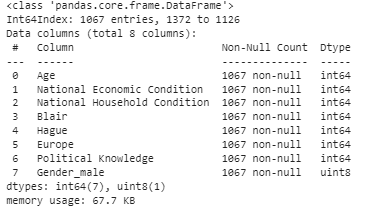 <class 'pandas.core.frame.DataFrame'>
Int64Index: 1067 entries, 1372 to 1126
Data columns (total 8 columns):
 #   Column                        Non-Null Count  Dtype
---  ------                        --------------  -----
 0   Age                           1067 non-null   int64
 1   National Economic Condition   1067 non-null   int64
 2   National Household Condition  1067 non-null   int64
 3   Blair                         1067 non-null   int64
 4   Hague                         1067 non-null   int64
 5   Europe                        1067 non-null   int64
 6   Political Knowledge           1067 non-null   int64
 7   Gender_male                   1067 non-null   uint8
dtypes: int64(7), uint8(1)
memory usage: 67.7 KB